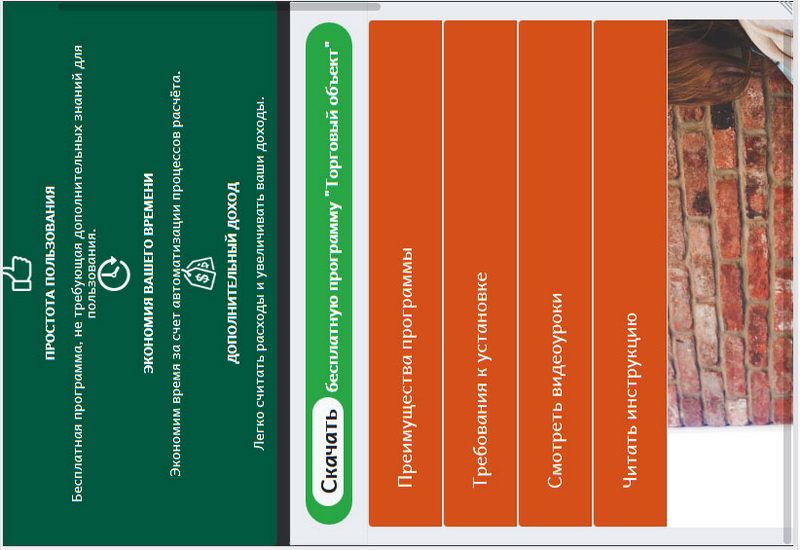 ПРОСТОТА ПОЛЬЗОВАНИЯ
Бесплатная программа, не требующая дополнительных знаний для
пользования.
ЭКОНОМИЯ ВАШЕГО ВРЕМЕНИ
Экономим время за счет автоматизации процессов расчёта.
ДОПОЛНИТЕЛЬНЫЙ ДОХОД
Легко считать расходы и увеличивать ваши доходы.
Скачать бесплатную программу "Торговый объект"
Преимущества программы
Требования к установке
Смотреть видеоуроки
Читать инструкцию